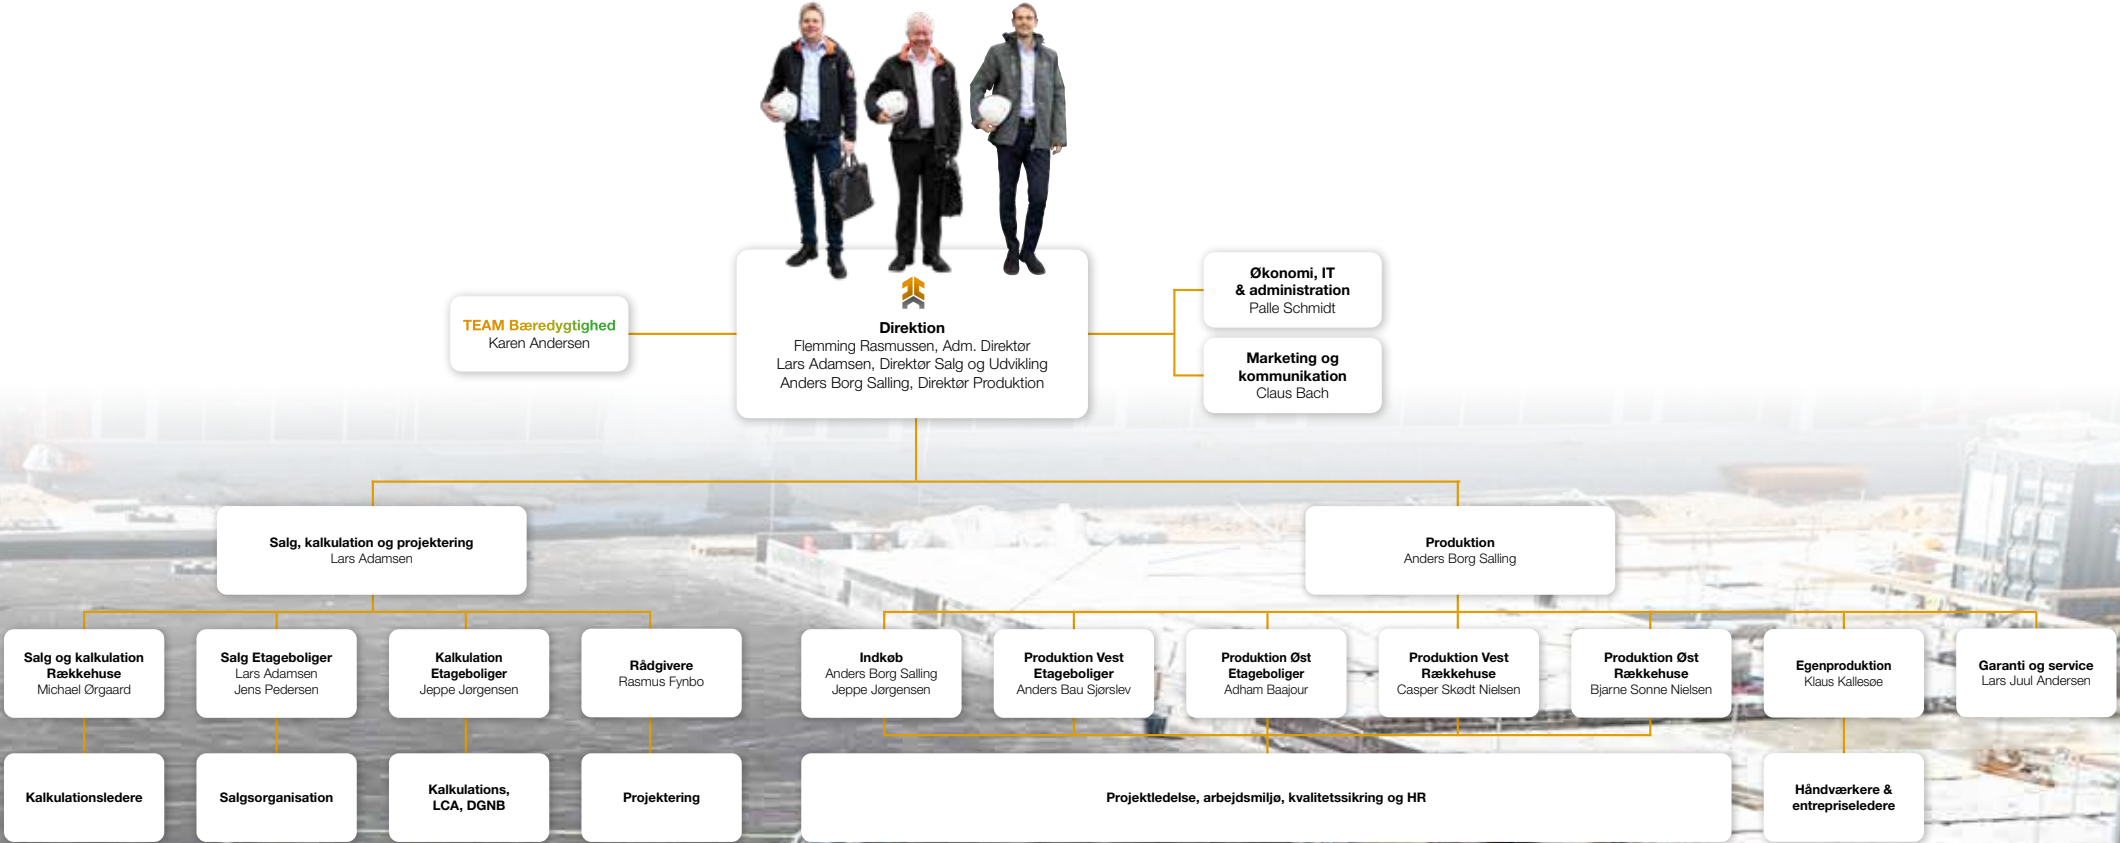 TEAM Bæredygtighed
Karen Andersen
Direktion
Flemming Rasmussen, Adm. Direktør
Lars Adamsen, Direktør Salg og Udvikling
Anders Borg Salling, Direktør Produktion
Økonomi, IT
& administration
Palle Schmidt
Marketing og
kommunikation
Claus Bach
Salg, kalkulation og projektering
Lars Adamsen
Produktion
Anders Borg Salling
Salg og kalkulation
Rækkehuse
Michael Ørgaard
Salg Etageboliger
Lars Adamsen
Jens Pedersen
Kalkulation
Etageboliger
Jeppe Jørgensen
Rådgivere
Rasmus Fynbo
Indkøb
Anders Borg Salling
Jeppe Jørgensen
Produktion Vest
Etageboliger
Anders Bau Sjørslev
Produktion Øst
Etageboliger
Adham Baajour
Produktion Vest
Rækkehuse
Casper Skødt Nielsen
Produktion Øst
Rækkehuse
Bjarne Sonne Nielsen
Egenproduktion
Klaus Kallesøe
Garanti og service
Lars Juul Andersen
Kalkulationsledere
Salgsorganisation
Kalkulations,
LCA, DGNB
Projektering
Projektledelse, arbejdsmiljø, kvalitetssikring og HR
Håndværkere &
entrepriseledere